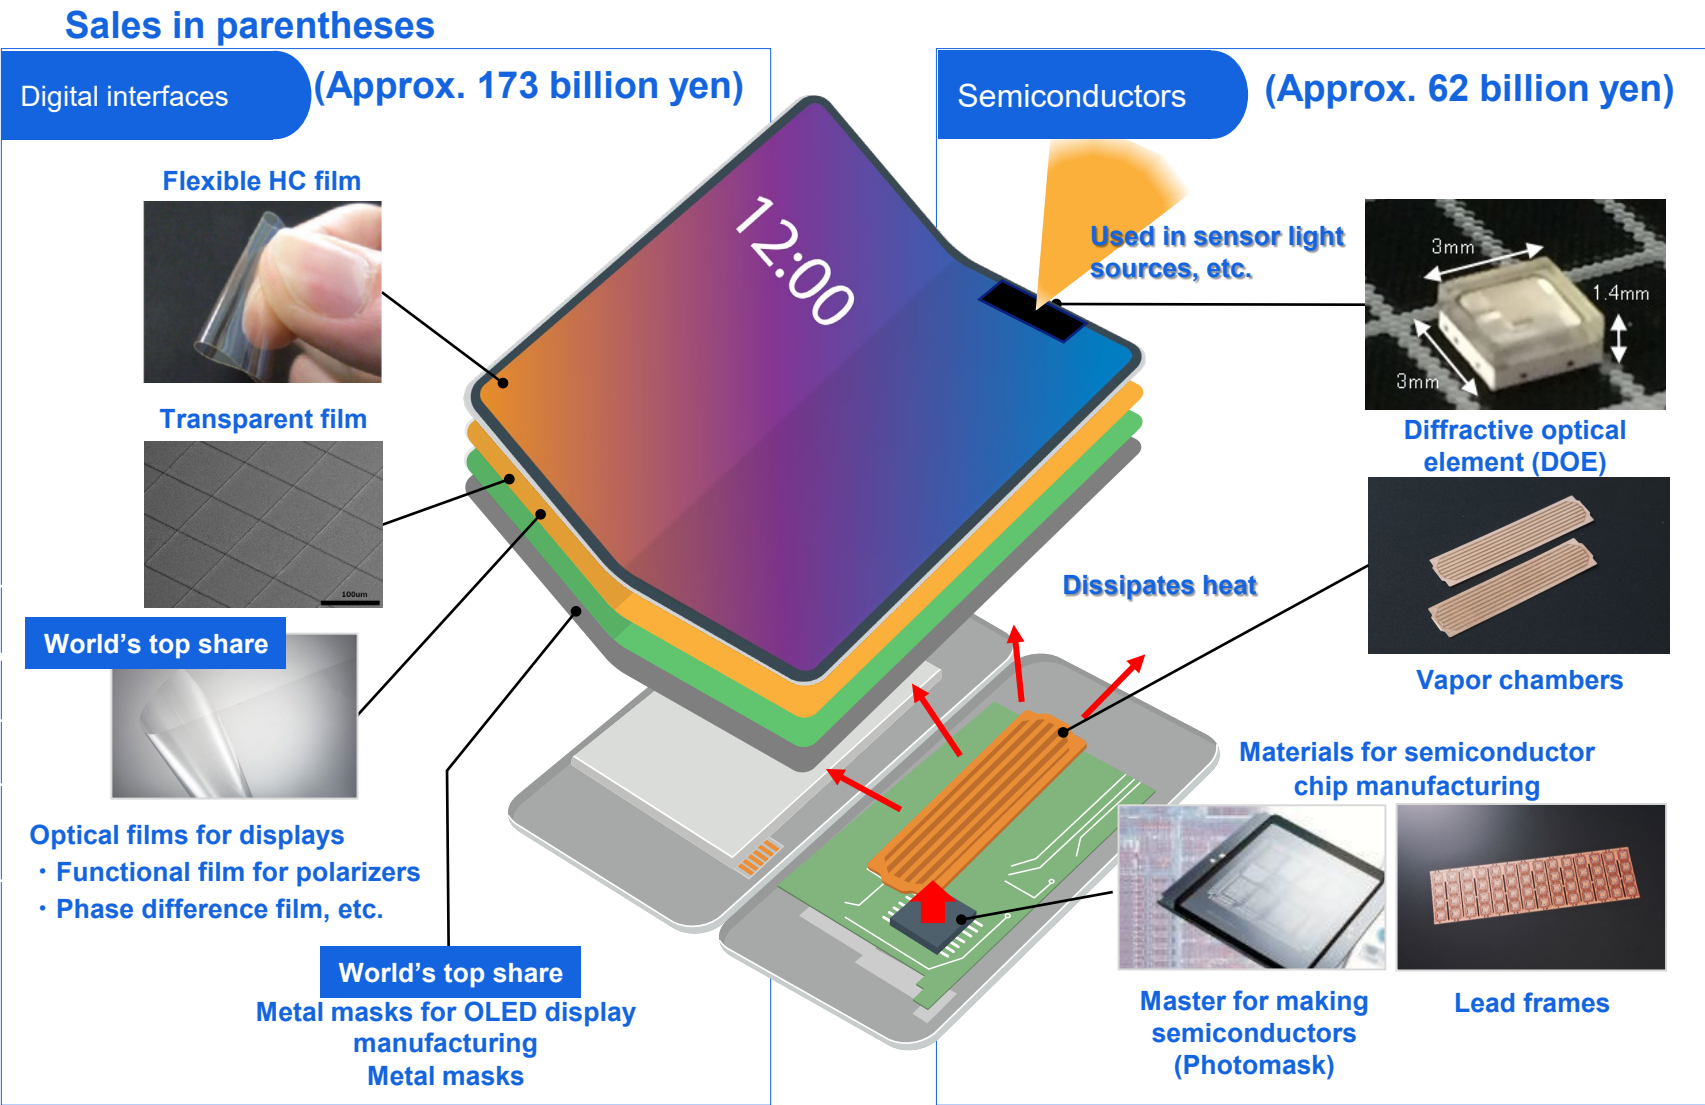 Sales in parentheses
Digital interfaces
(Approx. 173 billion yen)
Flexible HC film
Transparent film
100um
World's top share
Optical films for displays
・Functional film for polarizers
・Phase difference film, etc.
World's top share
Metal masks for OLED display
manufacturing
Metal masks
12:00
Semiconductors
(Approx. 62 billion yen)
Used in sensor light
sources, etc.
3mm
1.4mm
3mm
Diffractive optical
element (DOE)
Dissipates heat
Vapor chambers
Materials for semiconductor
chip manufacturing
Master for making
semiconductors
(Photomask)
Lead frames